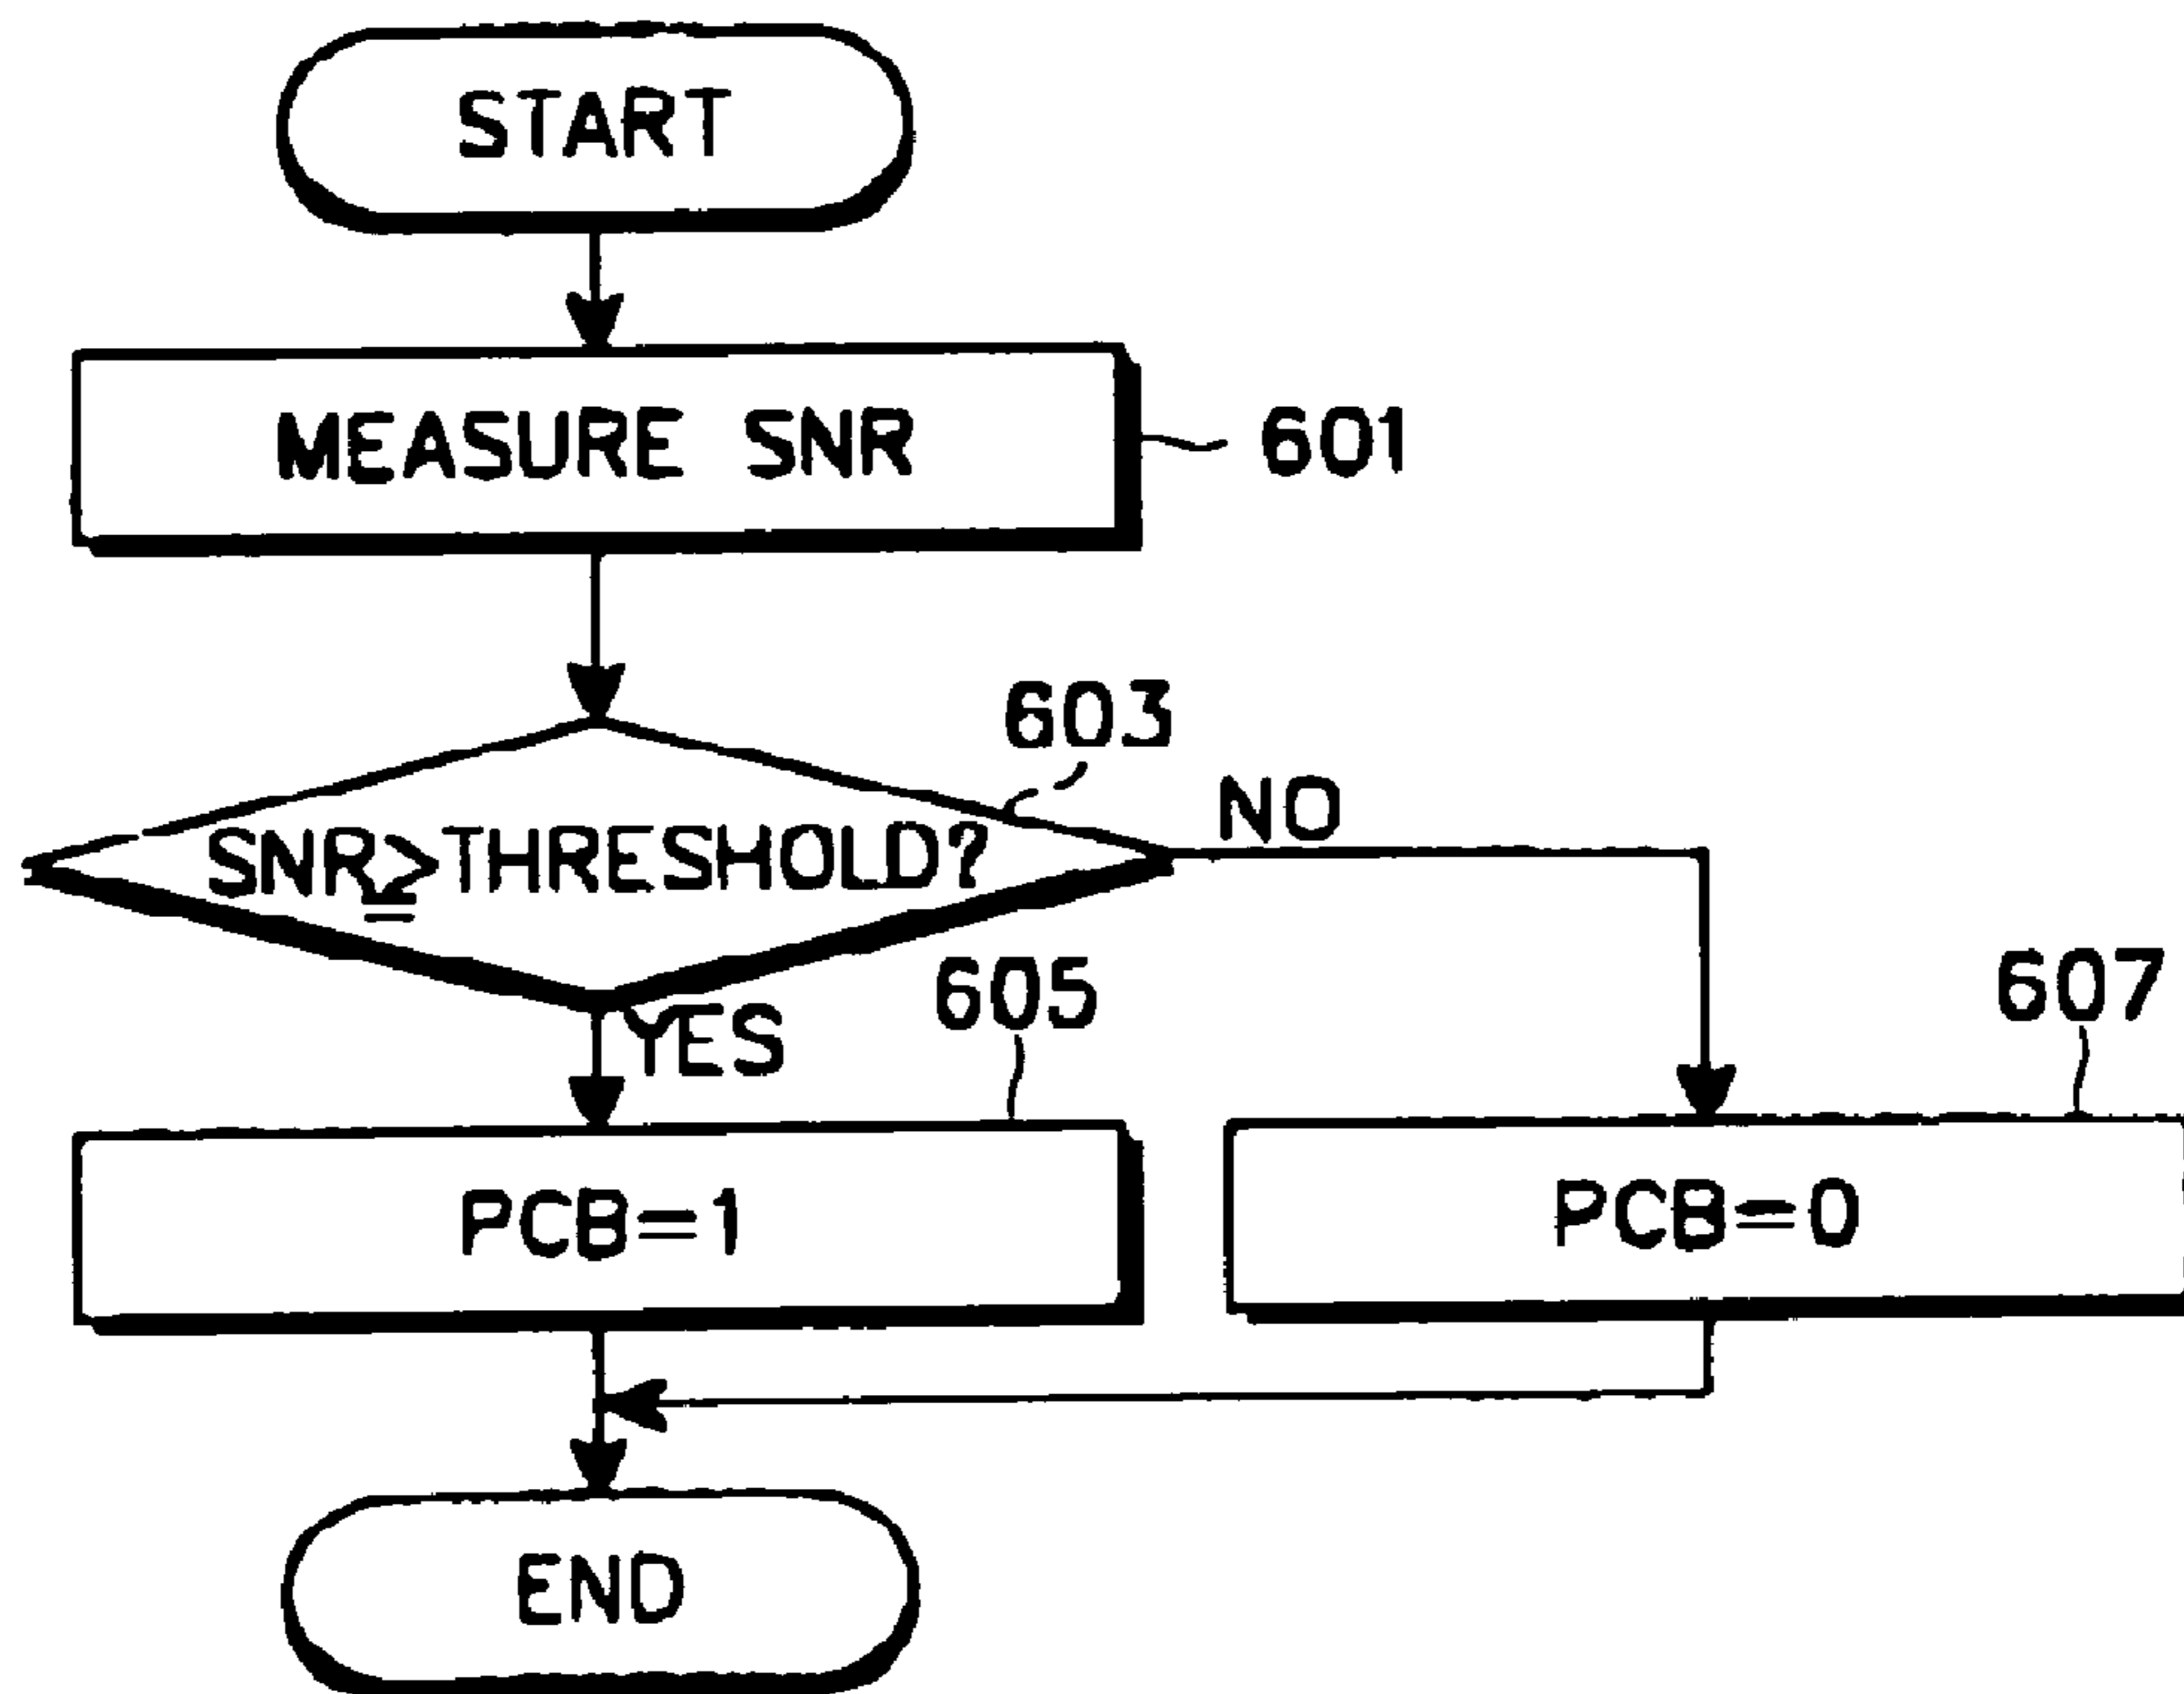 START
MEASURE SNR
601
603
NO
SNR≧THRESHOLD?
YES
605
607
PCB=1
PCB=0
END